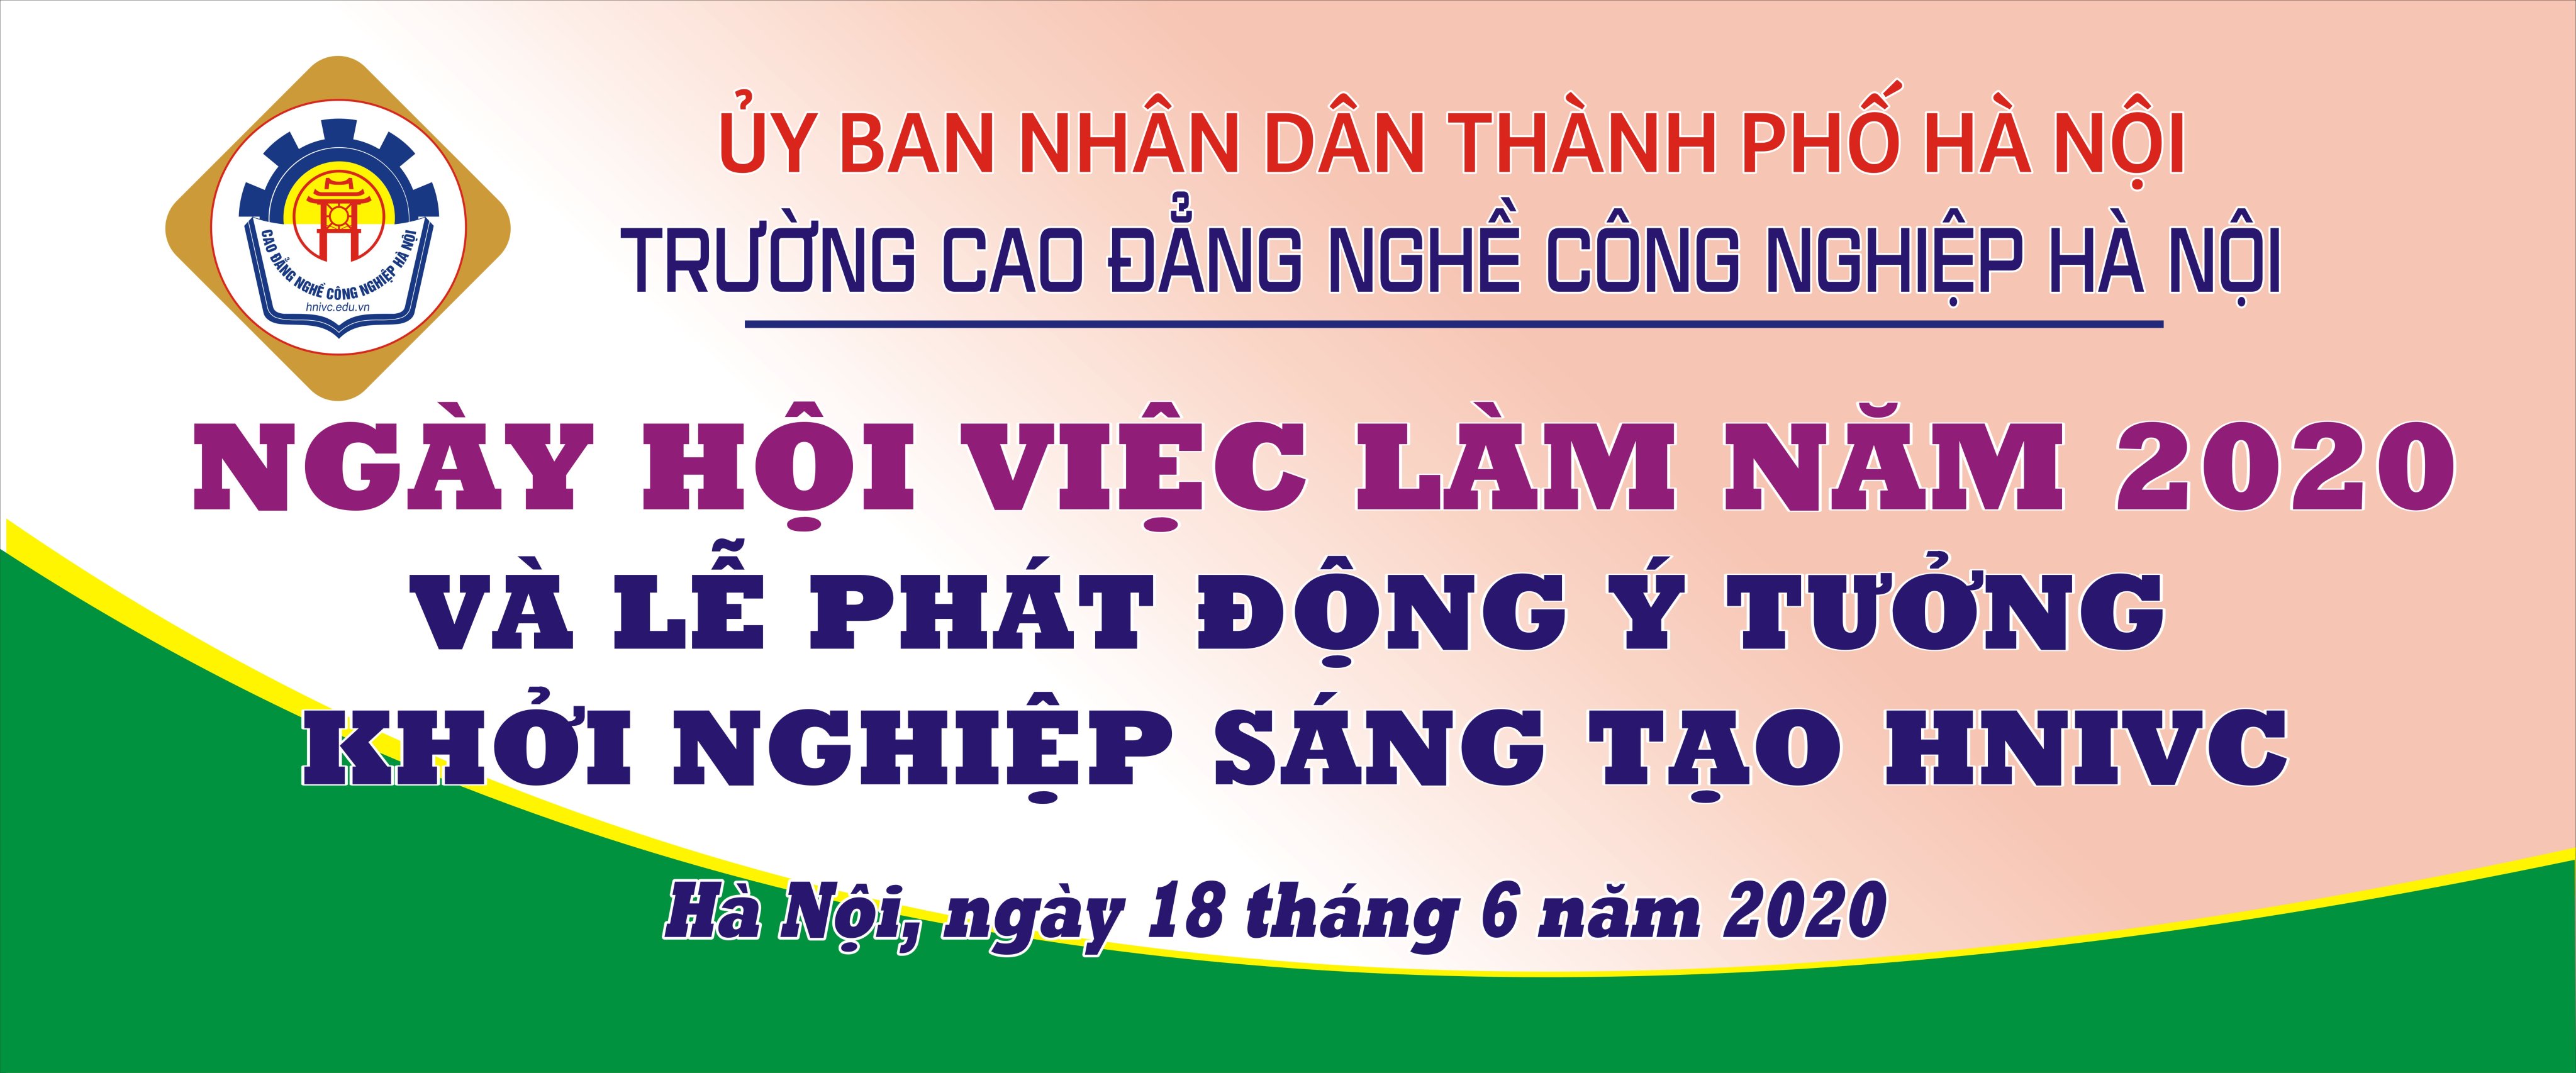 ỦY BAN NHÂN DÂN THÀNH PHỐ HÀ NỘI
TRƯỜNG CAO ĐẲNG NGHỀ CÔNG NGHIỆP HÀ NỘI
CAO ĐẲNG NGHỀ CÔNG NGHIỆP HÀ NỘI
hnivc.edu.vn
NGÀY HỘI VIỆC LÀM NĂM 2020
VÀ LỄ PHÁT ĐỘNG Ý TƯỞNG
KHỞI NGHIỆP SÁNG TẠO HNIVC
Hà Nội, ngày 18 tháng 6 năm 2020